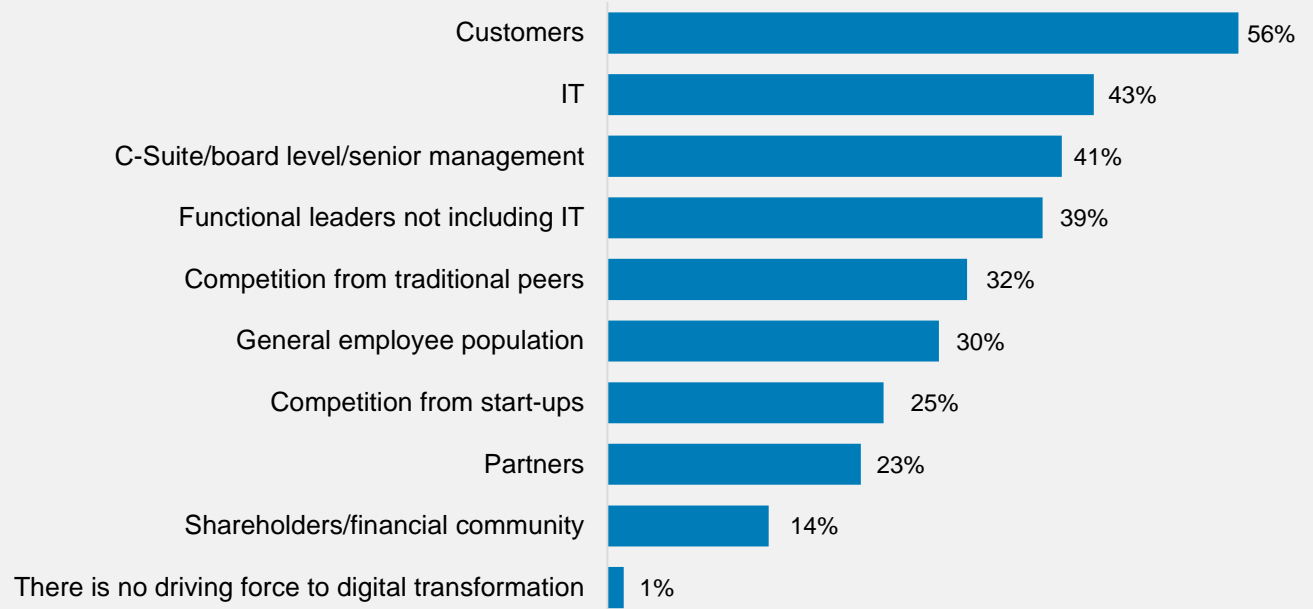 Customers 56%
IT 43%
C-Suite/board level/senior management 41%
Functional leaders not including IT 39%
Competition from traditional peers 32%
General employee population 30%
Competition from start-ups 25%
Partners 23%
Shareholders/financial community 14%
There is no driving force to digital transformation 1%